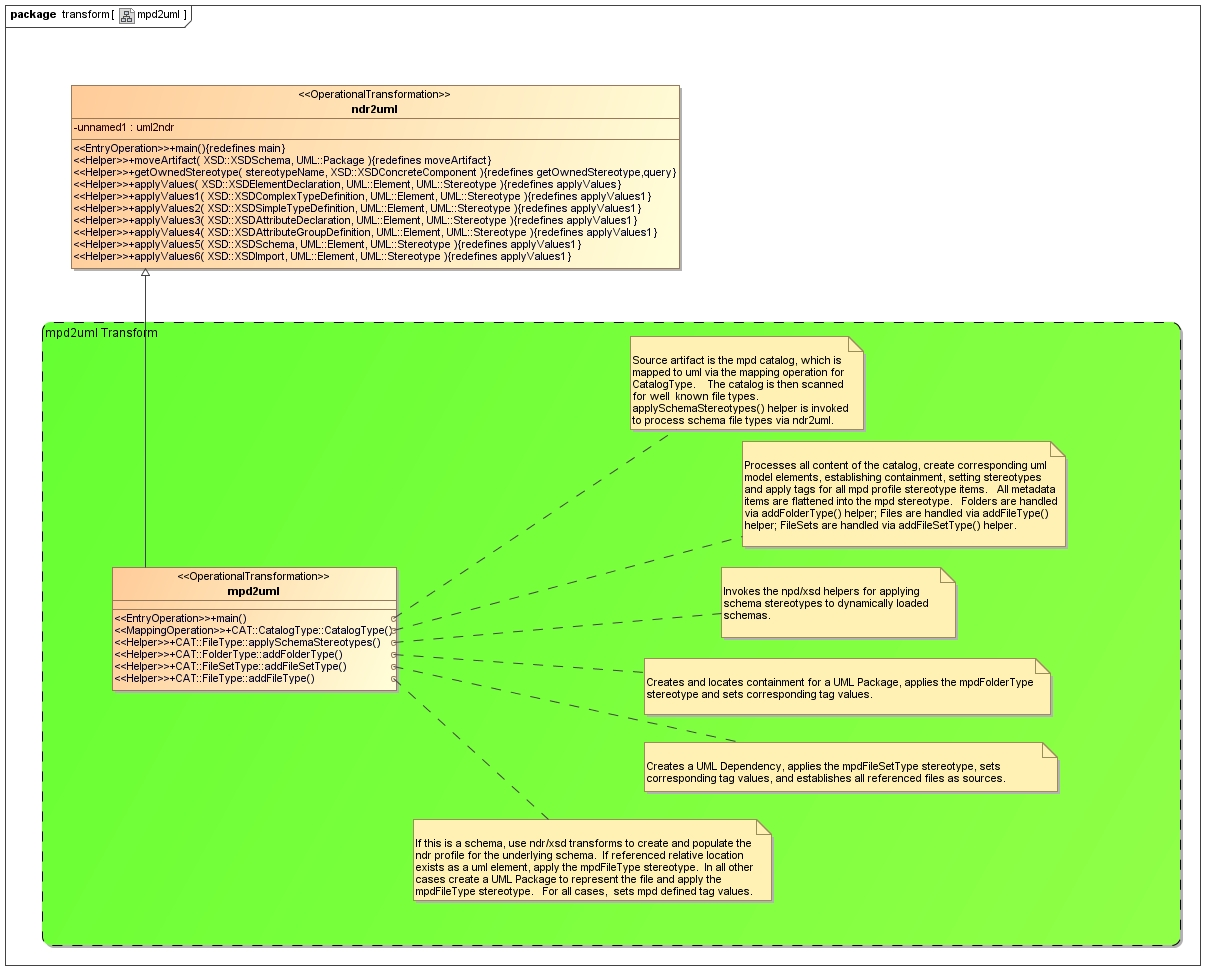 package transform[ mpd2uml ]
<<OperationalTransformation>>
ndr2uml
-unnamed1 : uml2ndr
<<EntryOperation>>+main(){redefines main}
<<Helper>>+moveArtifact( XSD::XSDSchema, UML::Package ){redefines moveArtifact}
<<Helper>>+getOwnedStereotype( stereotypeName, XSD::XSDConcreteComponent ){redefines getOwnedStereotype,query}
<<Helper>>+applyValues( XSD::XSDElementDeclaration, UML::Element, UML::Stereotype ){redefines applyValues}
<<Helper>>+applyValues1( XSD::XSDComplexTypeDefinition, UML::Element, UML::Stereotype ){redefines applyValues1}
<<Helper>>+applyValues2( XSD::XSDSimpleTypeDefinition, UML::Element, UML::Stereotype ){redefines applyValues1}
<<Helper>>+applyValues3( XSD::XSDAttributeDeclaration, UML::Element, UML::Stereotype ){redefines applyValues1}
<<Helper>>+applyValues4( XSD::XSDAttributeGroupDefinition, UML::Element, UML::Stereotype ){redefines applyValues1}
<<Helper>>+applyValues5( XSD::XSDSchema, UML::Element, UML::Stereotype ){redefines applyValues1}
<<Helper>>+applyValues6( XSD::XSDImport, UML::Element, UML::Stereotype ){redefines applyValues1}
mpd2uml Transform
Source artifact is the mpd catalog, which is
mapped to uml via the mapping operation for
CatalogType.    The catalog is then scanned
for well  known file types.
applySchemaStereotypes() helper is invoked
to process schema file types via ndr2uml.
Processes all content of the catalog, create corresponding uml
model elements, establishing containment, setting stereotypes
and apply tags for all mpd profile stereotype items.   All metadata
items are flattened into the mpd stereotype.   Folders are handled
via addFolderType() helper; Files are handled via addFileType()
helper; FileSets are handled via addFileSetType() helper.
<<OperationalTransformation>>
mpd2uml
<<EntryOperation>>+main()
<<MappingOperation>>+CAT::CatalogType::CatalogType()
<<Helper>>+CAT::FileType::applySchemaStereotypes()
<<Helper>>+CAT::FolderType::addFolderType()
<<Helper>>+CAT::FileSetType::addFileSetType()
<<Helper>>+CAT::FileType::addFileType()
Invokes the npd/xsd helpers for applying
schema stereotypes to dynamically loaded
schemas.
Creates and locates containment for a UML Package, applies the mpdFolderType
stereotype and sets corresponding tag values.
Creates a UML Dependency, applies the mpdFileSetType stereotype, sets
corresponding tag values, and establishes all referenced files as sources.
If this is a schema, use ndr/xsd transforms to create and populate the
ndr profile for the underlying schema.  If referenced relative location
exists as a uml element, apply the mpdFileType stereotype.  In all other
cases create a UML Package to represent the file and apply the
mpdFileType stereotype.   For all cases,  sets mpd defined tag values.